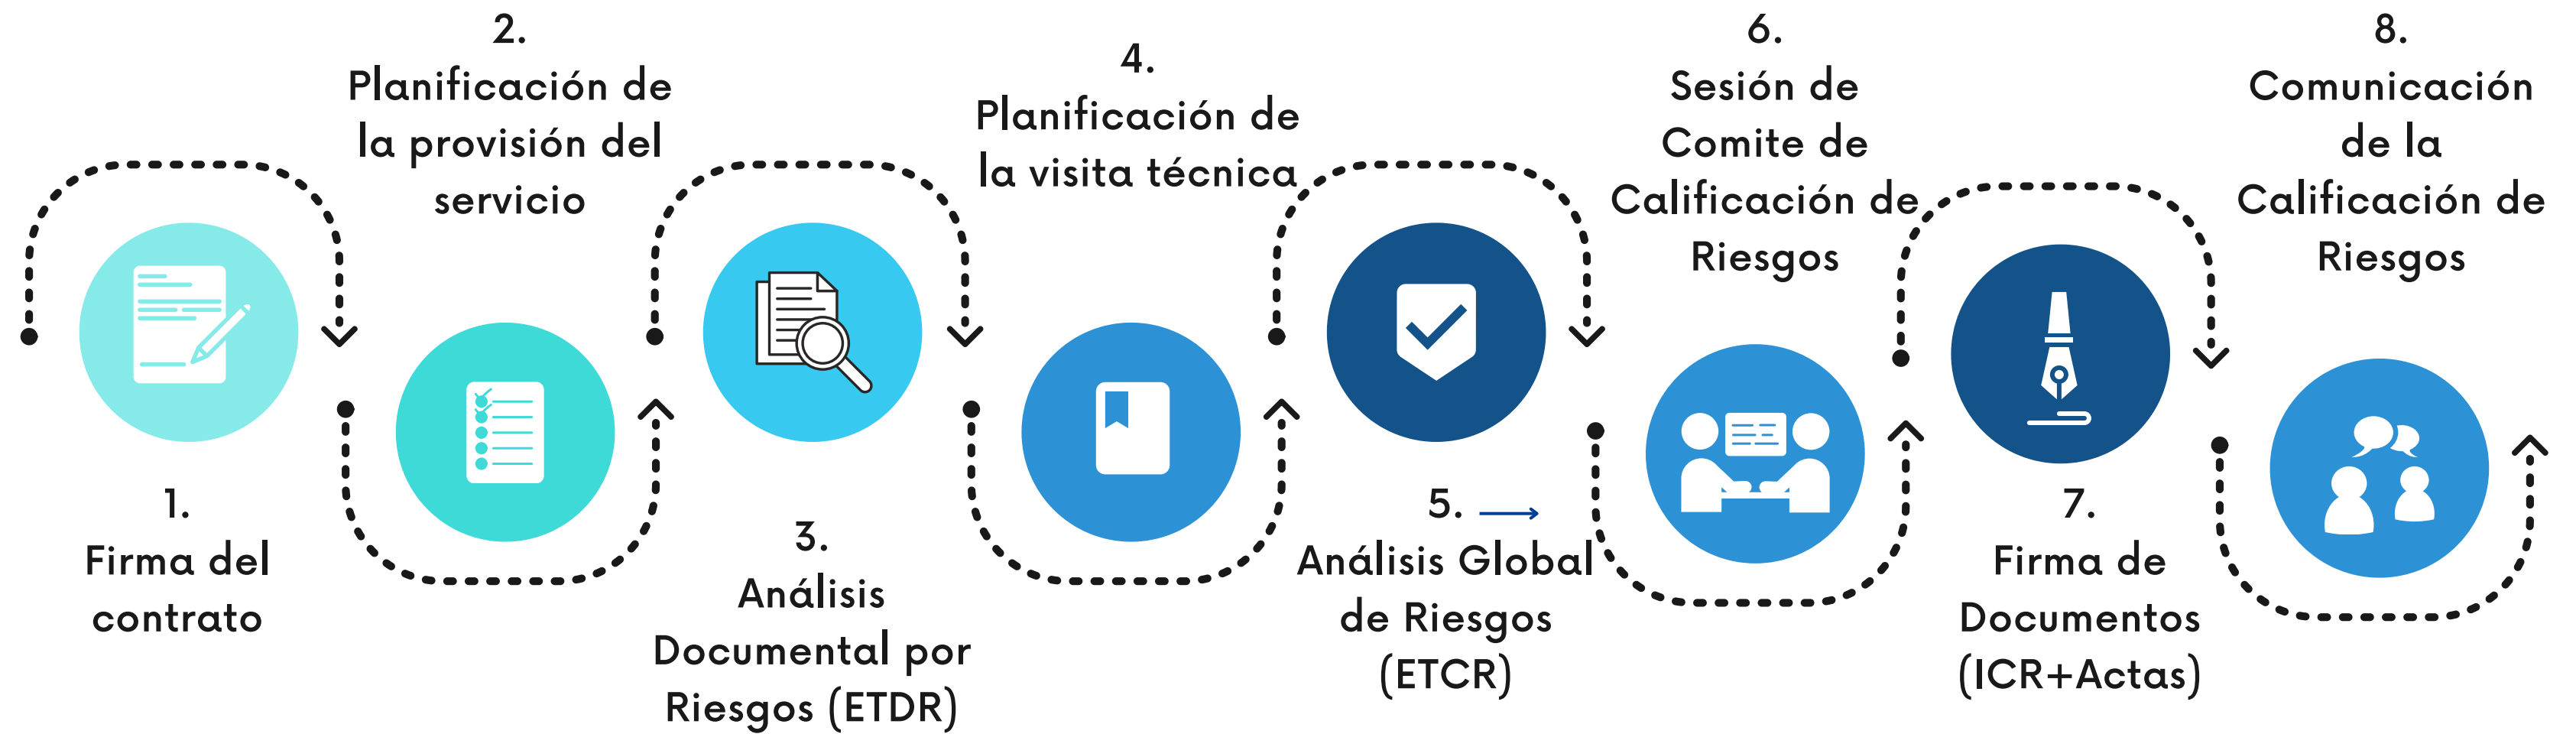 1.
Firma del
contrato
2.
Planificación de
la provisión del
servicio
3.
Análisis
Documental por
Riesgos (ETDR)
4.
Planificación de
la visita técnica
5.
Análisis Global
de Riesgos
(ETCR)
6.
Sesión de
Comite de
Calificación de
Riesgos
7.
Firma de
Documentos
(ICR+Actas)
8.
Comunicación
de la
Calificación de
Riesgos